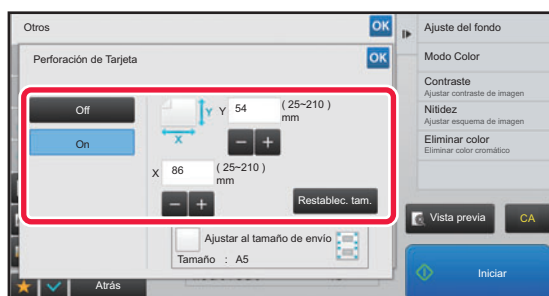 Otros
OK
Perforación de Tarjeta
OK
Off
On
Y
X
Y 54 ( 25~210 )
mm
X 86 ( 25~210 )
mm
Restablec. tam.
Ajustar al tamaño de envío
Tamaño : A5
Atrás
Ajuste del fondo
Modo Color
Contraste
Ajustar contraste de imagen
Nitidez
Ajustar esquema de imagen
Eliminar color
Eliminar color cromático
Vista previa
CA
Iniciar